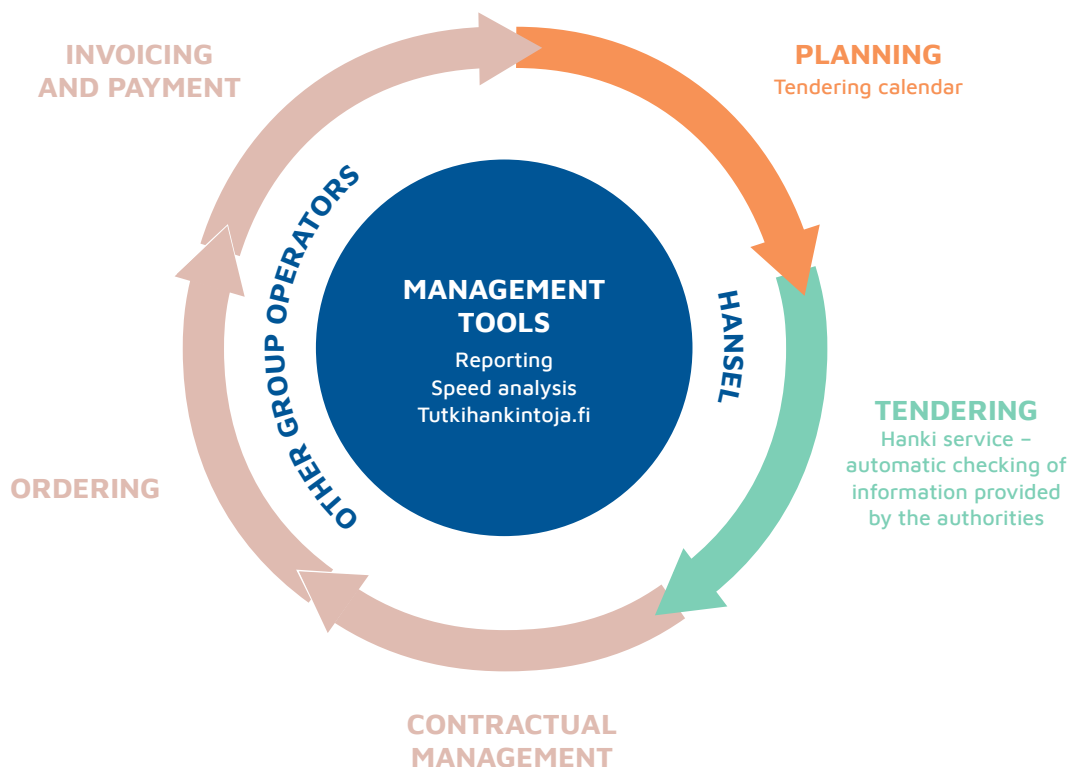 INVOICING
AND PAYMENT
PLANNING
Tendering calendar
OTHER GROUP OPERATORS
MANAGEMENT
TOOLS
Reporting
Speed analysis
Tutkihankintoja.fi
HANSEL
TENDERING
Hanki service –
automatic checking of
information provided
by the authorities
ORDERING
CONTRACTUAL
MANAGEMENT